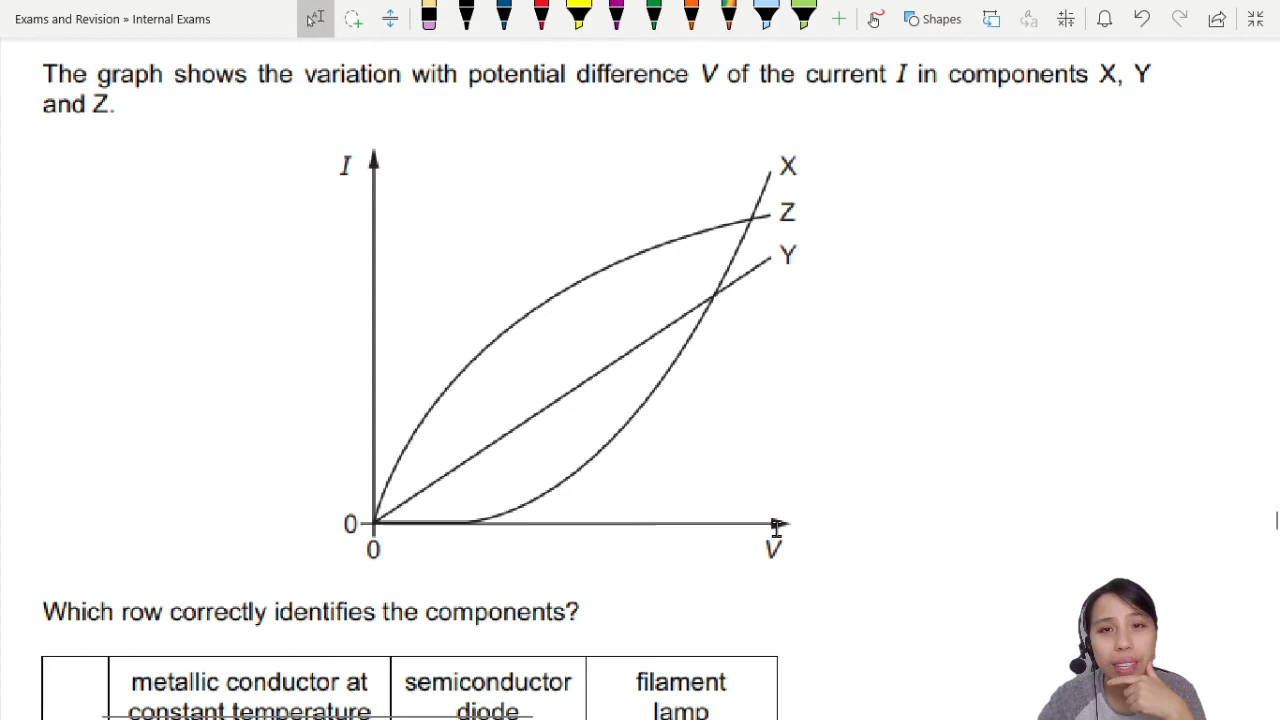 Exams and Revision » Internal Exams
Shapes
The graph shows the variation with potential difference V of the current I in components X, Y
and Z.
I
X
Z
Y
0
0
V
Which row correctly identifies the components?
metallic conductor at
constant temperature
semiconductor
diode
filament
lamp